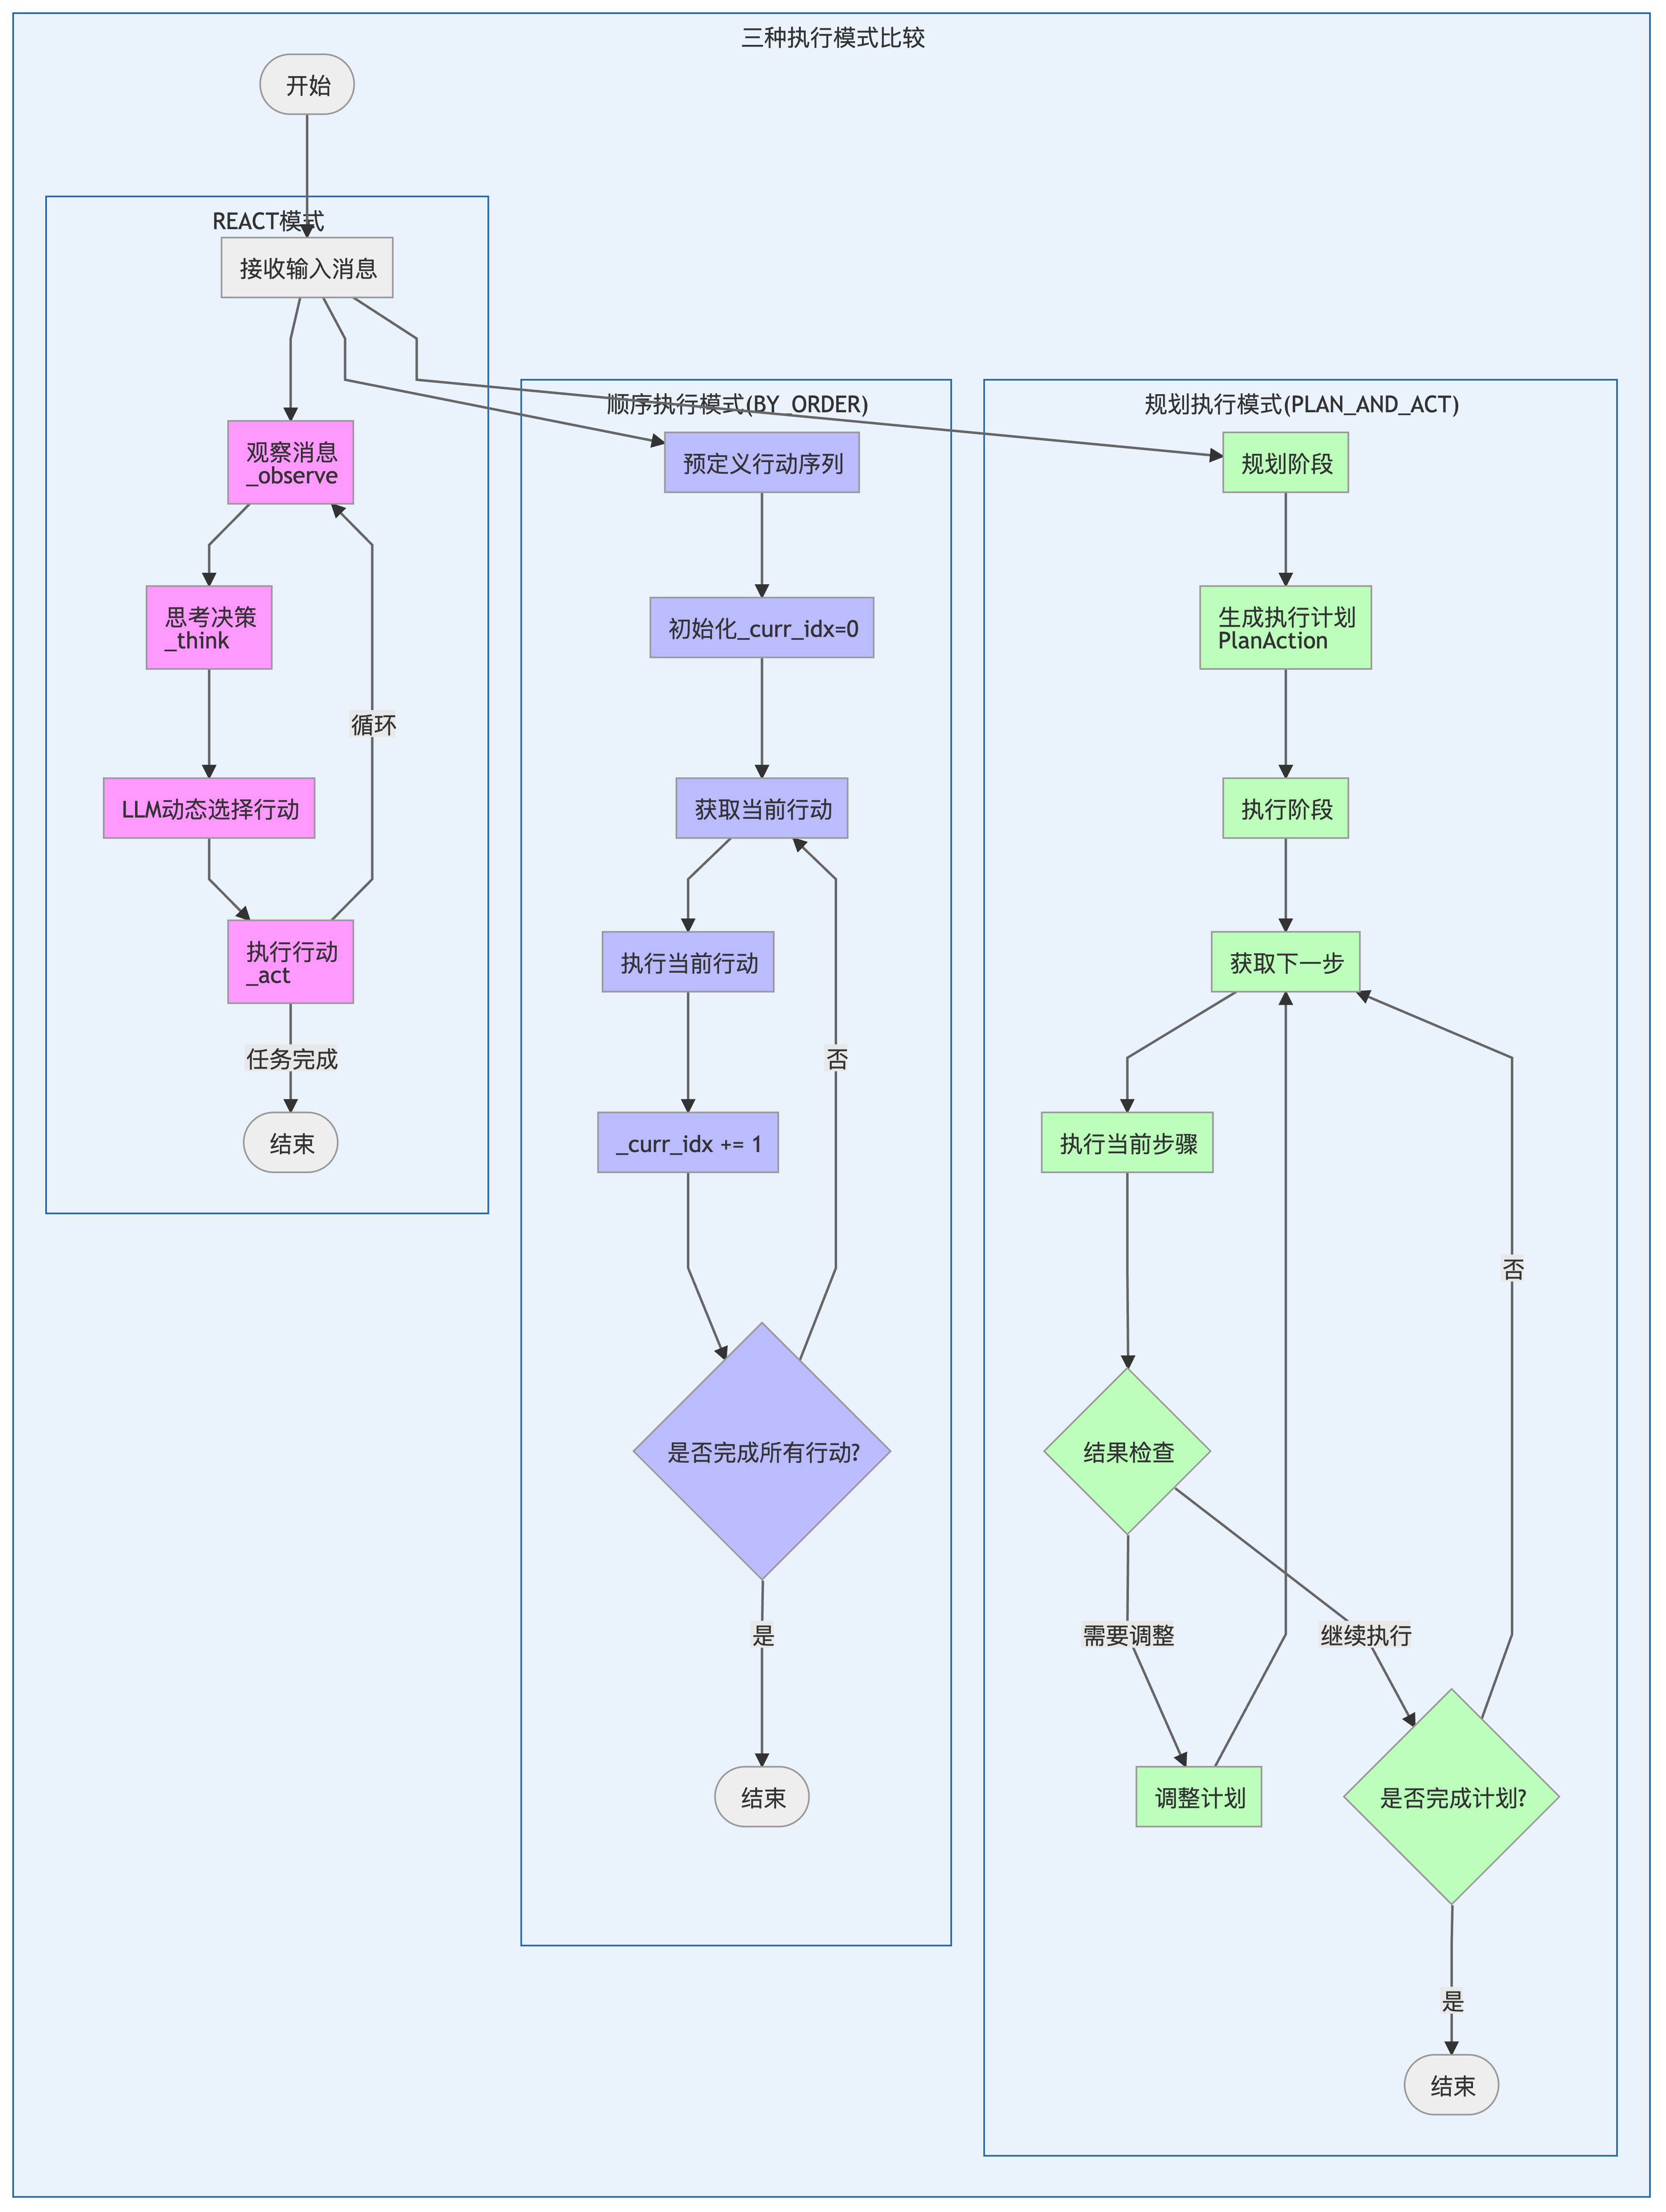 三种执行模式比较
开始
REACT模式
接收输入消息
观察消息
_observe
思考决策
_think
循环
LLM动态选择行动
执行行动
_act
任务完成
结束
顺序执行模式(BY_ORDER)
预定义行动序列
初始化_curr_idx=0
获取当前行动
执行当前行动
否
_curr_idx += 1
是否完成所有行动?
是
结束
规划执行模式(PLAN_AND_ACT)
规划阶段
生成执行计划
PlanAction
执行阶段
获取下一步
执行当前步骤
否
结果检查
需要调整
继续执行
调整计划
是否完成计划?
是
结束